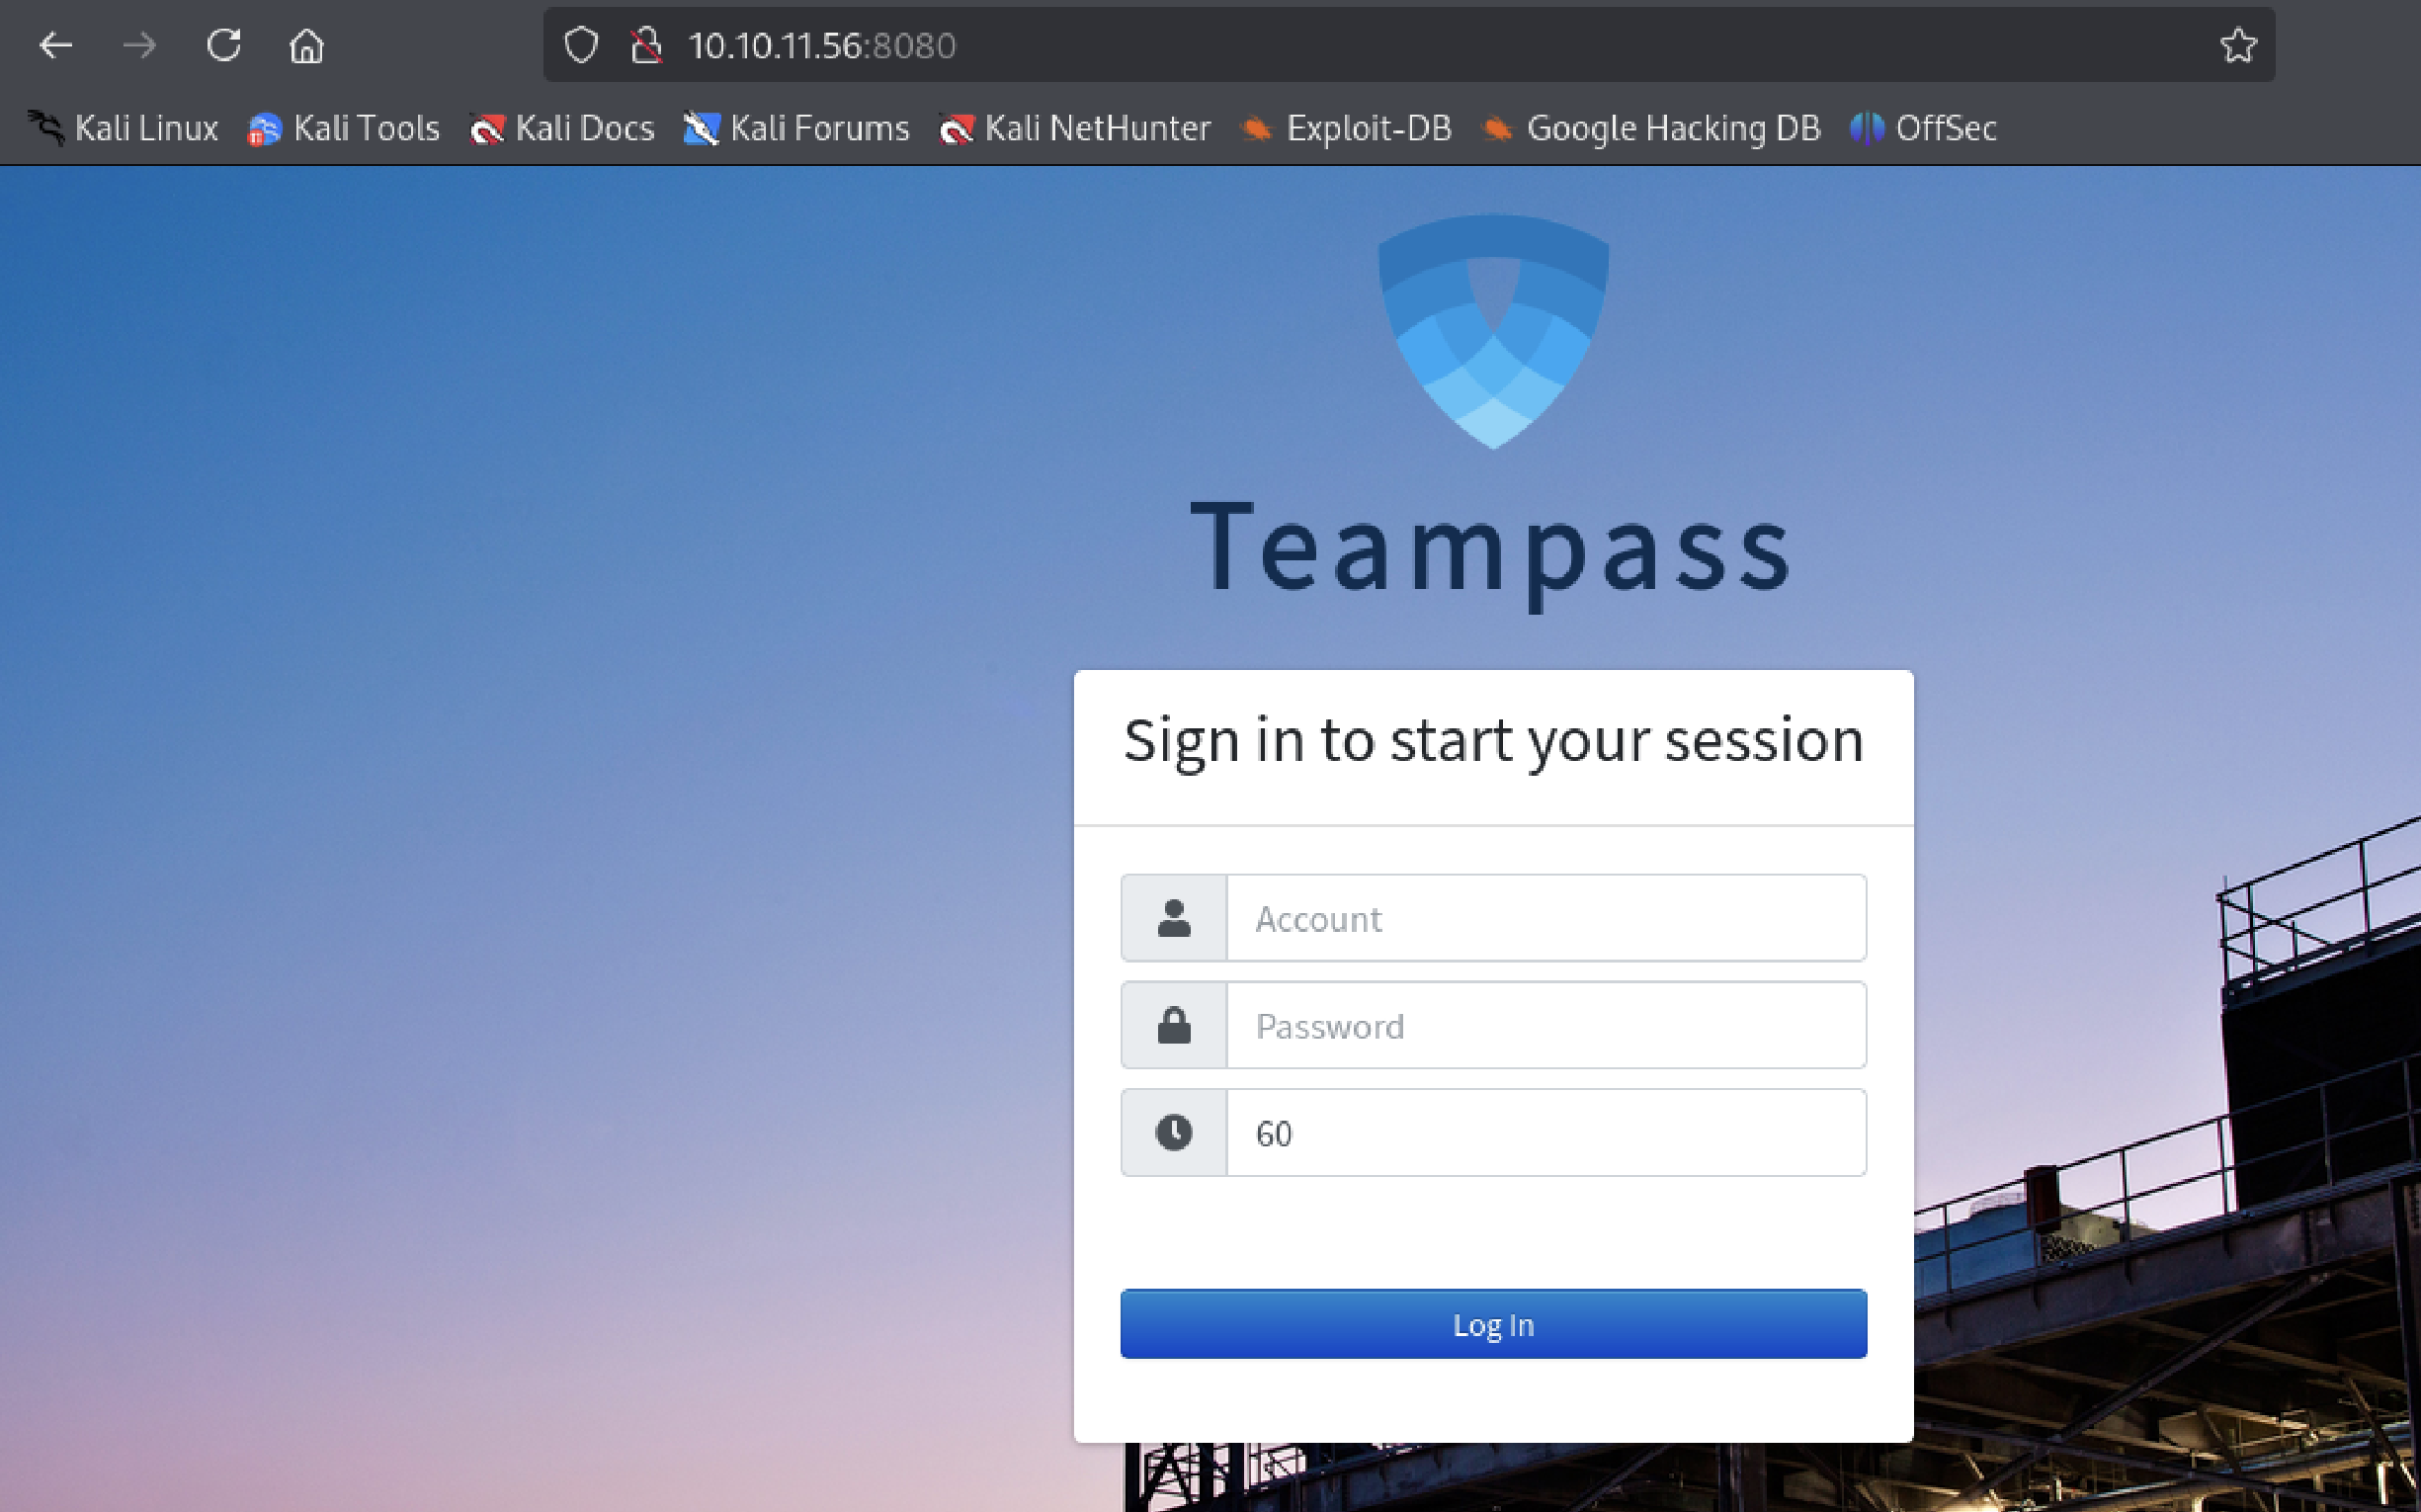 10.10.11.56:8080
Kali Linux Kali Tools Kali Docs Kali Forums Kali NetHunter Exploit-DB Google Hacking DB OffSec
Teampass
Sign in to start your session
Account
Password
60
Log In